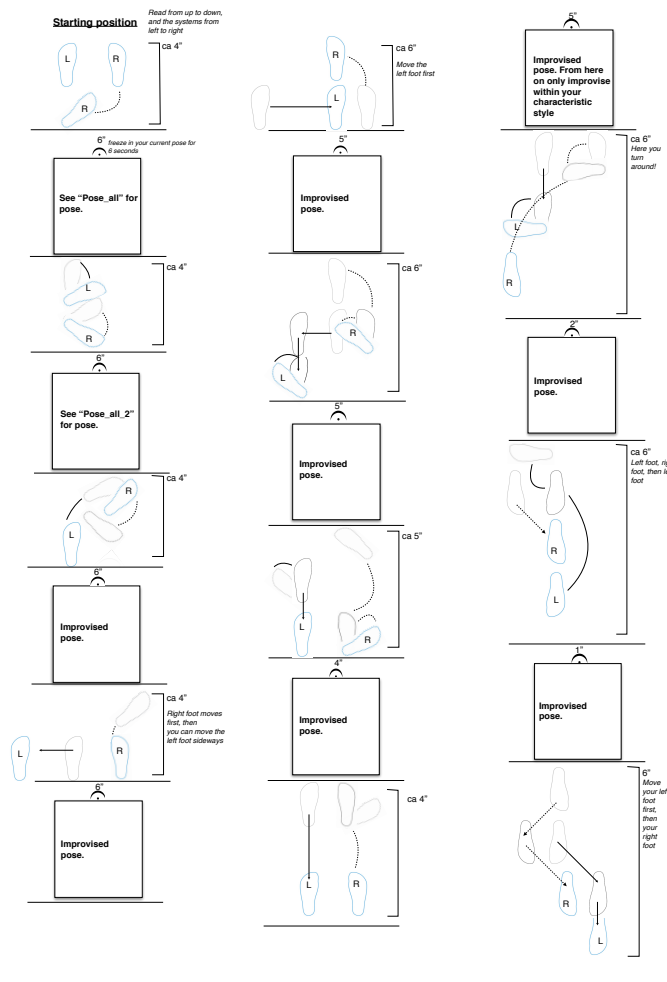 Starting position
Read from up to down,
and the systems from
left to right
ca 4”
L
R
R
6”
freeze in your current pose for
6 seconds
See “Pose_all” for
pose.
ca 4”
L
R
6”
See “Pose_all_2”
for pose.
ca 4”
R
L
6”
Improvised
pose.
ca 4”
Right foot moves
first, then
you can move the
left foot sideways
L
R
6”
Improvised
pose.
ca 6”
Move the
left foot first
R
L
5”
Improvised
pose.
ca 6”
R
L
5”
Improvised
pose.
ca 5”
L
R
4”
Improvised
pose.
ca 4”
L
R
5”
Improvised
pose. From here
on only improvise
within your
characteristic
style
ca 6”
Here you
turn
around!
L
R
2”
Improvised
pose.
ca 6”
Left foot,
foot, then
foot
R
L
1”
Improvised
pose.
6”
Move
your left
foot
first,
then
your
right
foot
R
L